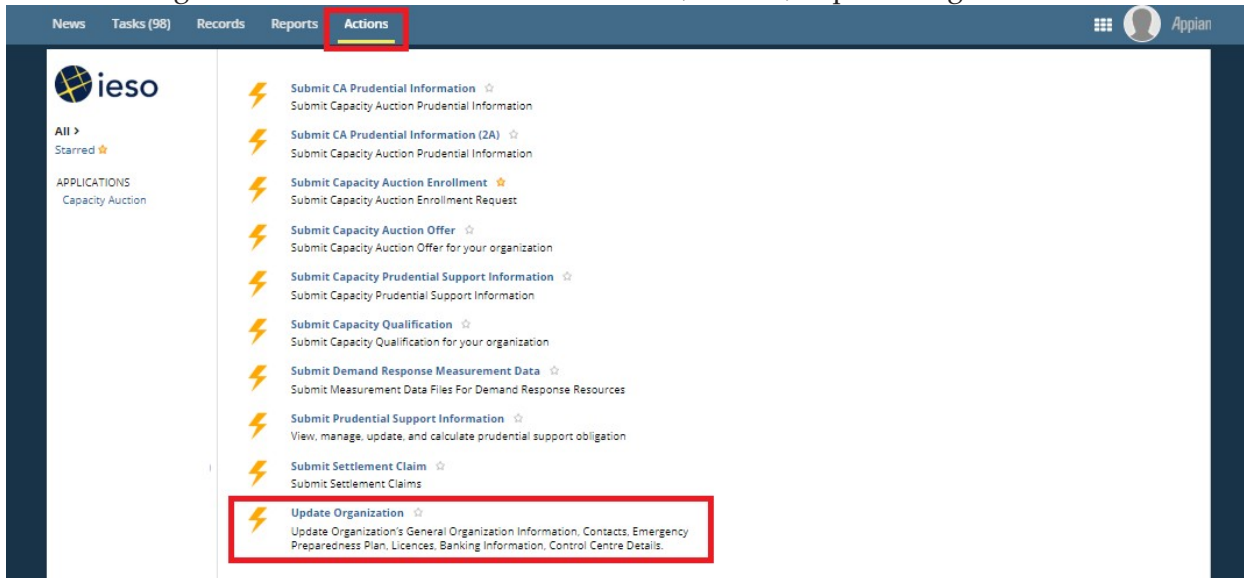 News Tasks (98) Records Reports Actions Appian
ieso
All >
Starred
APPLICATIONS
Capacity Auction
Submit CA Prudential Information
Submit Capacity Auction Prudential Information
Submit CA Prudential Information (2A)
Submit Capacity Auction Prudential Information
Submit Capacity Auction Enrollment
Submit Capacity Auction Enrollment Request
Submit Capacity Auction Offer
Submit Capacity Auction Offer for your organization
Submit Capacity Prudential Support Information
Submit Capacity Prudential Support Information
Submit Capacity Qualification
Submit Capacity Qualification for your organization
Submit Demand Response Measurement Data
Submit Measurement Data Files For Demand Response Resources
Submit Prudential Support Information
View, manage, update, and calculate prudential support obligation
Submit Settlement Claim
Submit Settlement Claims
Update Organization
Update Organization's General Organization Information, Contacts, Emergency
Preparedness Plan, Licences, Banking Information, Control Centre Details.